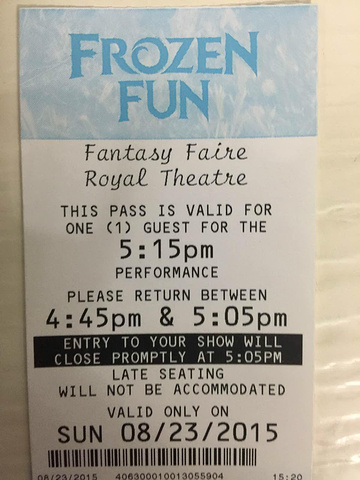 FROZEN
FUN
Fantasy Faire
Royal Theatre
THIS PASS IS VALID FOR
ONE (1) GUEST FOR THE
5:15pm
PERFORMANCE
PLEASE RETURN BETWEEN
4:45pm & 5:05pm
ENTRY TO YOUR SHOW WILL
CLOSE PROMPTLY AT 5:05PM
LATE SEATING
WILL NOT BE ACCOMMODATED
VALID ONLY ON
SUN 08/23/2015
08/23/2015 406300010013055904 15:20